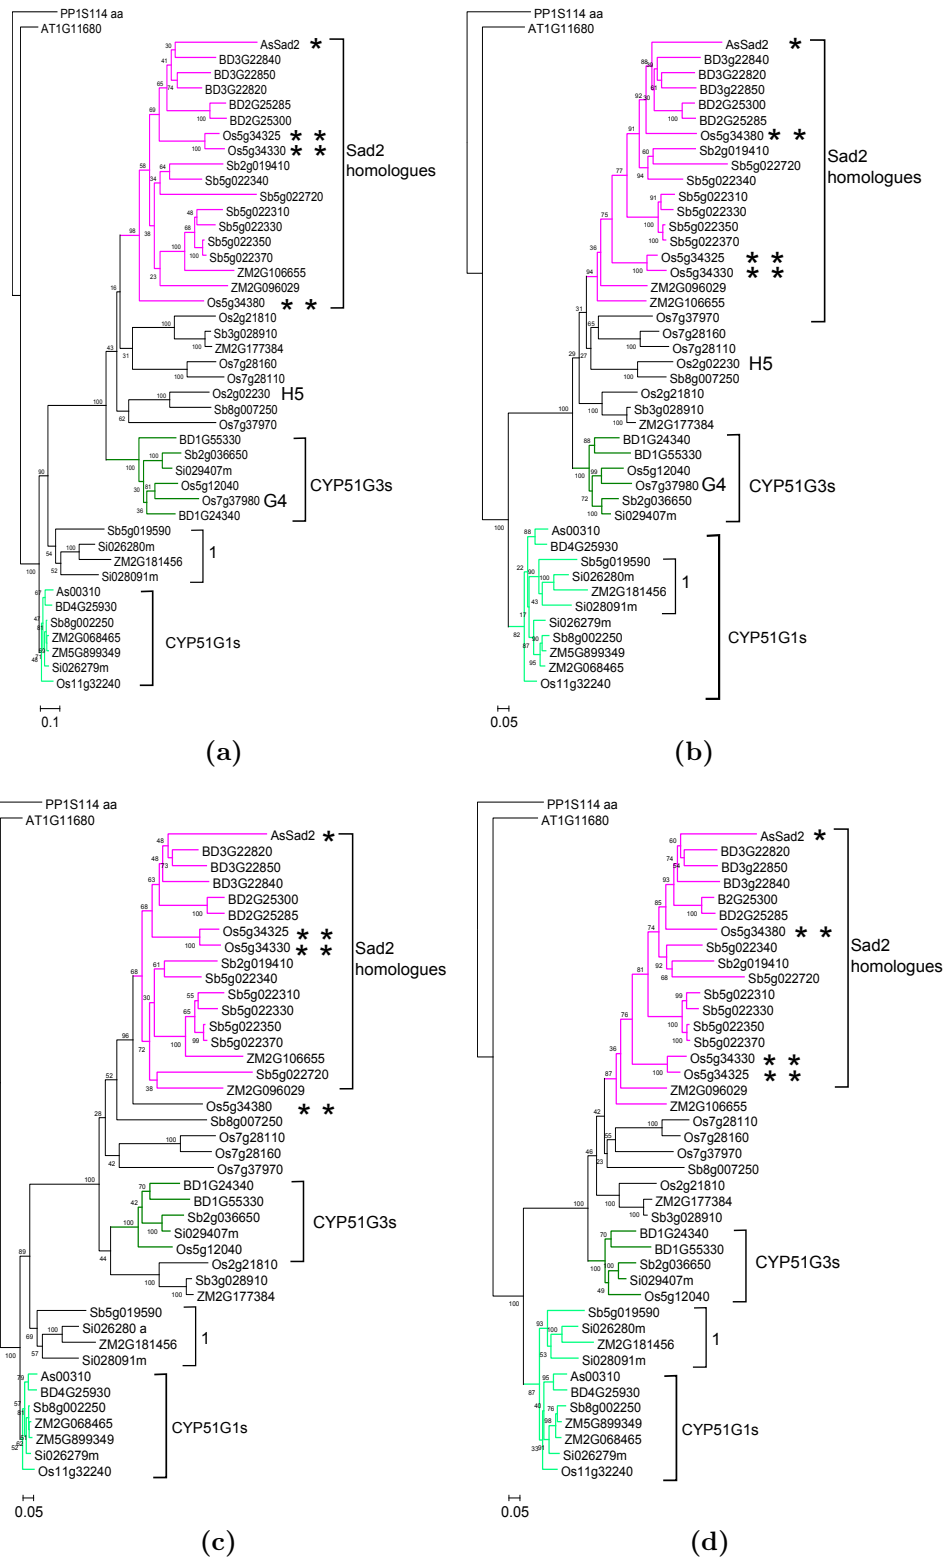 PP1S114 aa
AT1G11680
AsSad2 *
BD3G22840
BD3G22850
BD3G22820
BD2G25285
BD2G25300
Os5g34325 * *
Os5g34330 * *
Sb2g019410
Sb5g022340
Sb5g022720
Sb5g022310
Sb5g022330
Sb5g022350
Sb5g022370
ZM2G106655
ZM2G096029
Os5g34380 * *
Os2g21810
Sb3g028910
ZM2G177384
Os7g28160
Os7g28110
Os2g02230 H5
Sb8g007250
Os7g37970
BD1G55330
Sb2g036650
Si029407m
Os5g12040
Os7g37980 G4
BD1G24340
Sb5g019590
Si026280m
ZM2G181456
Si028091m
As00310
BD4G25930
Sb8g002250
ZM2G068465
ZM5G899349
Si026279m
Os11g32240
Sad2
homologues
CYP51G3s
1
CYP51G1s
0.1
(a)
PP1S114 aa
AT1G11680
AsSad2 *
BD3g22840
BD3G22820
BD3g22850
BD2G25300
BD2G25285
Os5g34380 * *
Sb2g019410
Sb5g022720
Sb5g022340
Sb5g022310
Sb5g022330
Sb5g022350
Sb5g022370
Os5g34325 * *
Os5g34330 * *
ZM2G096029
ZM2G106655
Os7g37970
Os7g28160
Os7g28110
Os2g02230 H5
Sb8g007250
Os2g21810
Sb3g028910
ZM2G177384
BD1G24340
BD1G55330
Os5g12040
Os7g37980 G4
Sb2g036650
Si029407m
As00310
BD4G25930
Sb5g019590
Si026280m
ZM2G181456
Si028091m
Si026279m
Sb8g002250
ZM5G899349
ZM2G068465
Os11g32240
Sad2
homologues
CYP51G3s
1
CYP51G1s
0.05
(b)
PP1S114 aa
AT1G11680
AsSad2 *
BD3G22820
BD3G22850
BD3G22840
BD2G25300
BD2G25285
Os5g34325 * *
Os5g34330 * *
Sb2g019410
Sb5g022340
Sb5g022310
Sb5g022330
Sb5g022350
Sb5g022370
ZM2G106655
Sb5g022720
ZM2G096029
Os5g34380 * *
Sb8g007250
Os7g28110
Os7g28160
Os7g37970
BD1G24340
BD1G55330
Sb2g036650
Si029407m
Os5g12040
Os2g21810
Sb3g028910
ZM2G177384
Sb5g019590
Si026280 a
ZM2G181456
Si028091m
As00310
BD4G25930
Sb8g002250
ZM2G068465
ZM5G899349
Si026279m
Os11g32240
Sad2
homologues
CYP51G3s
1
CYP51G1s
0.05
(c)
PP1S114 aa
AT1G11680
AsSad2 *
BD3G22820
BD3g22850
BD3g22840
B2G25300
BD2G25285
Os5g34380 * *
Sb5g022340
Sb2g019410
Sb5g022720
Sb5g022310
Sb5g022330
Sb5g022350
Sb5g022370
Os5g34330 * *
Os5g34325 * *
ZM2G096029
ZM2G106655
Os7g28110
Os7g28160
Os7g37970
Sb8g007250
Os2g21810
ZM2G177384
Sb3g028910
BD1G24340
BD1G55330
Sb2g036650
Si029407m
Os5g12040
Sb5g019590
Si026280m
ZM2G181456
Si028091m
As00310
BD4G25930
Sb8g002250
ZM5G899349
ZM2G068465
Si026279m
Os11g32240
Sad2
homologues
CYP51G3s
1
CYP51G1s
0.05
(d)